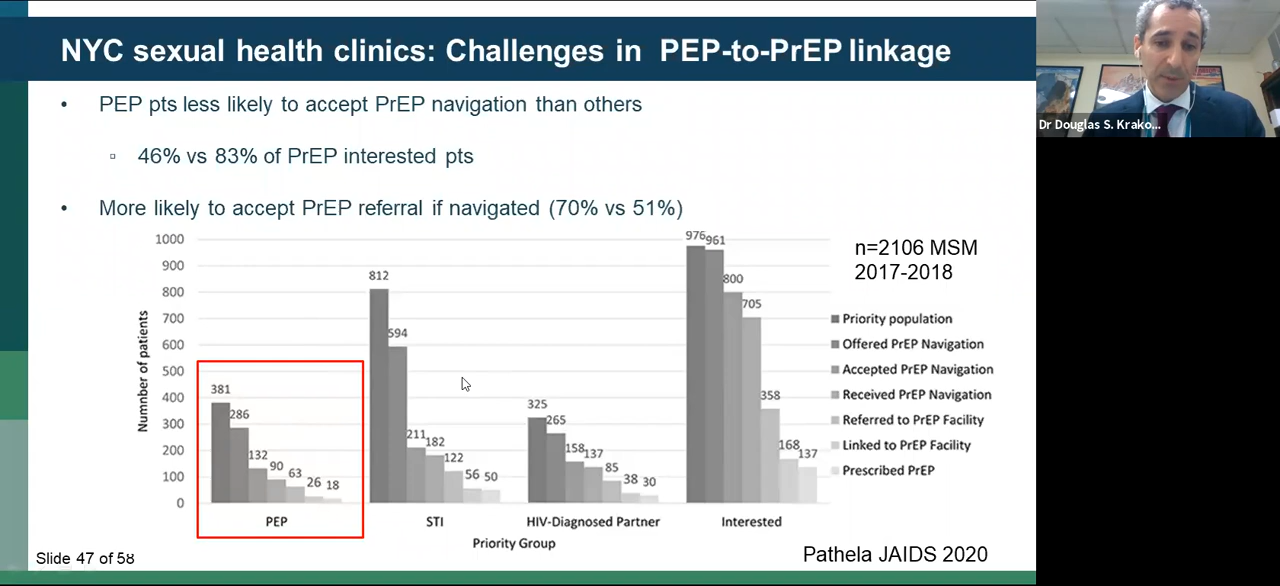 NYC sexual health clinics: Challenges in PEP-to-PrEP linkage
• PEP pts less likely to accept PrEP navigation than others
▫ 46% vs 83% of PrEP interested pts
• More likely to accept PrEP referral if navigated (70% vs 51%)
Dr Douglas S. Krako...
n=2106 MSM
2017-2018
Numnber of patients
1000
900
800
700
600
500
400
300
200
100
0
381
286
132
90
63
26
18
812
594
211
182
122
56
50
325
265
158
137
85
38
30
976
961
800
705
358
168
137
PEP
STI
HIV-Diagnosed Partner
Interested
Priority Group
Priority population
Offered PrEP Navigation
Accepted PrEP Navigation
Received PrEP Navigation
Referred to PrEP Facility
Linked to PrEP Facility
Prescribed PrEP
Slide 47 of 58
Pathela JAIDS 2020